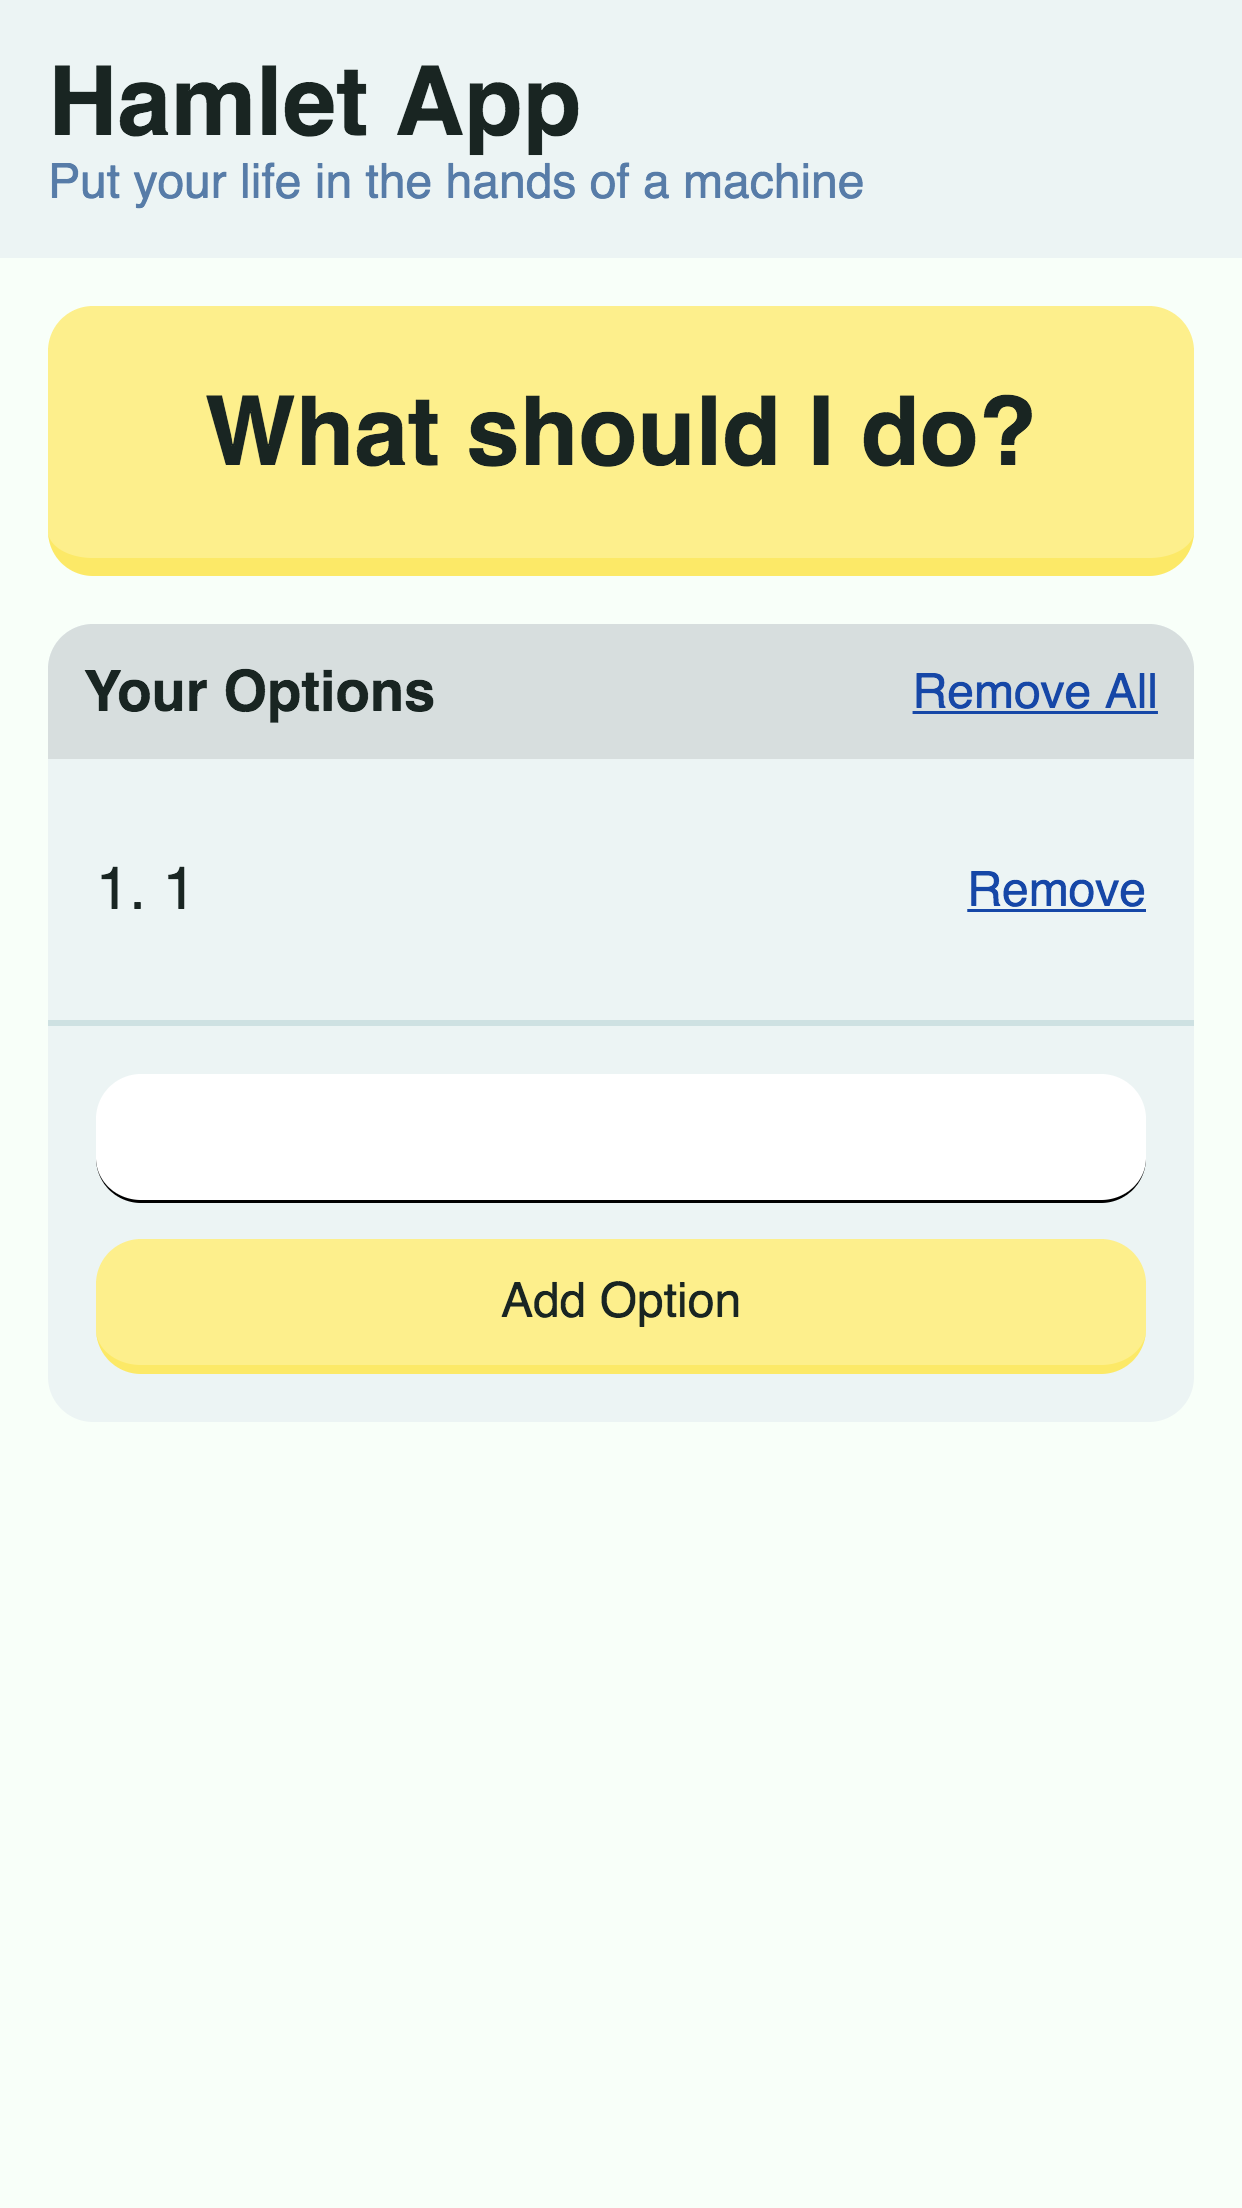 Hamlet App
Put your life in the hands of a machine
What should I do?
Your Options Remove All
1. 1 Remove
Add Option